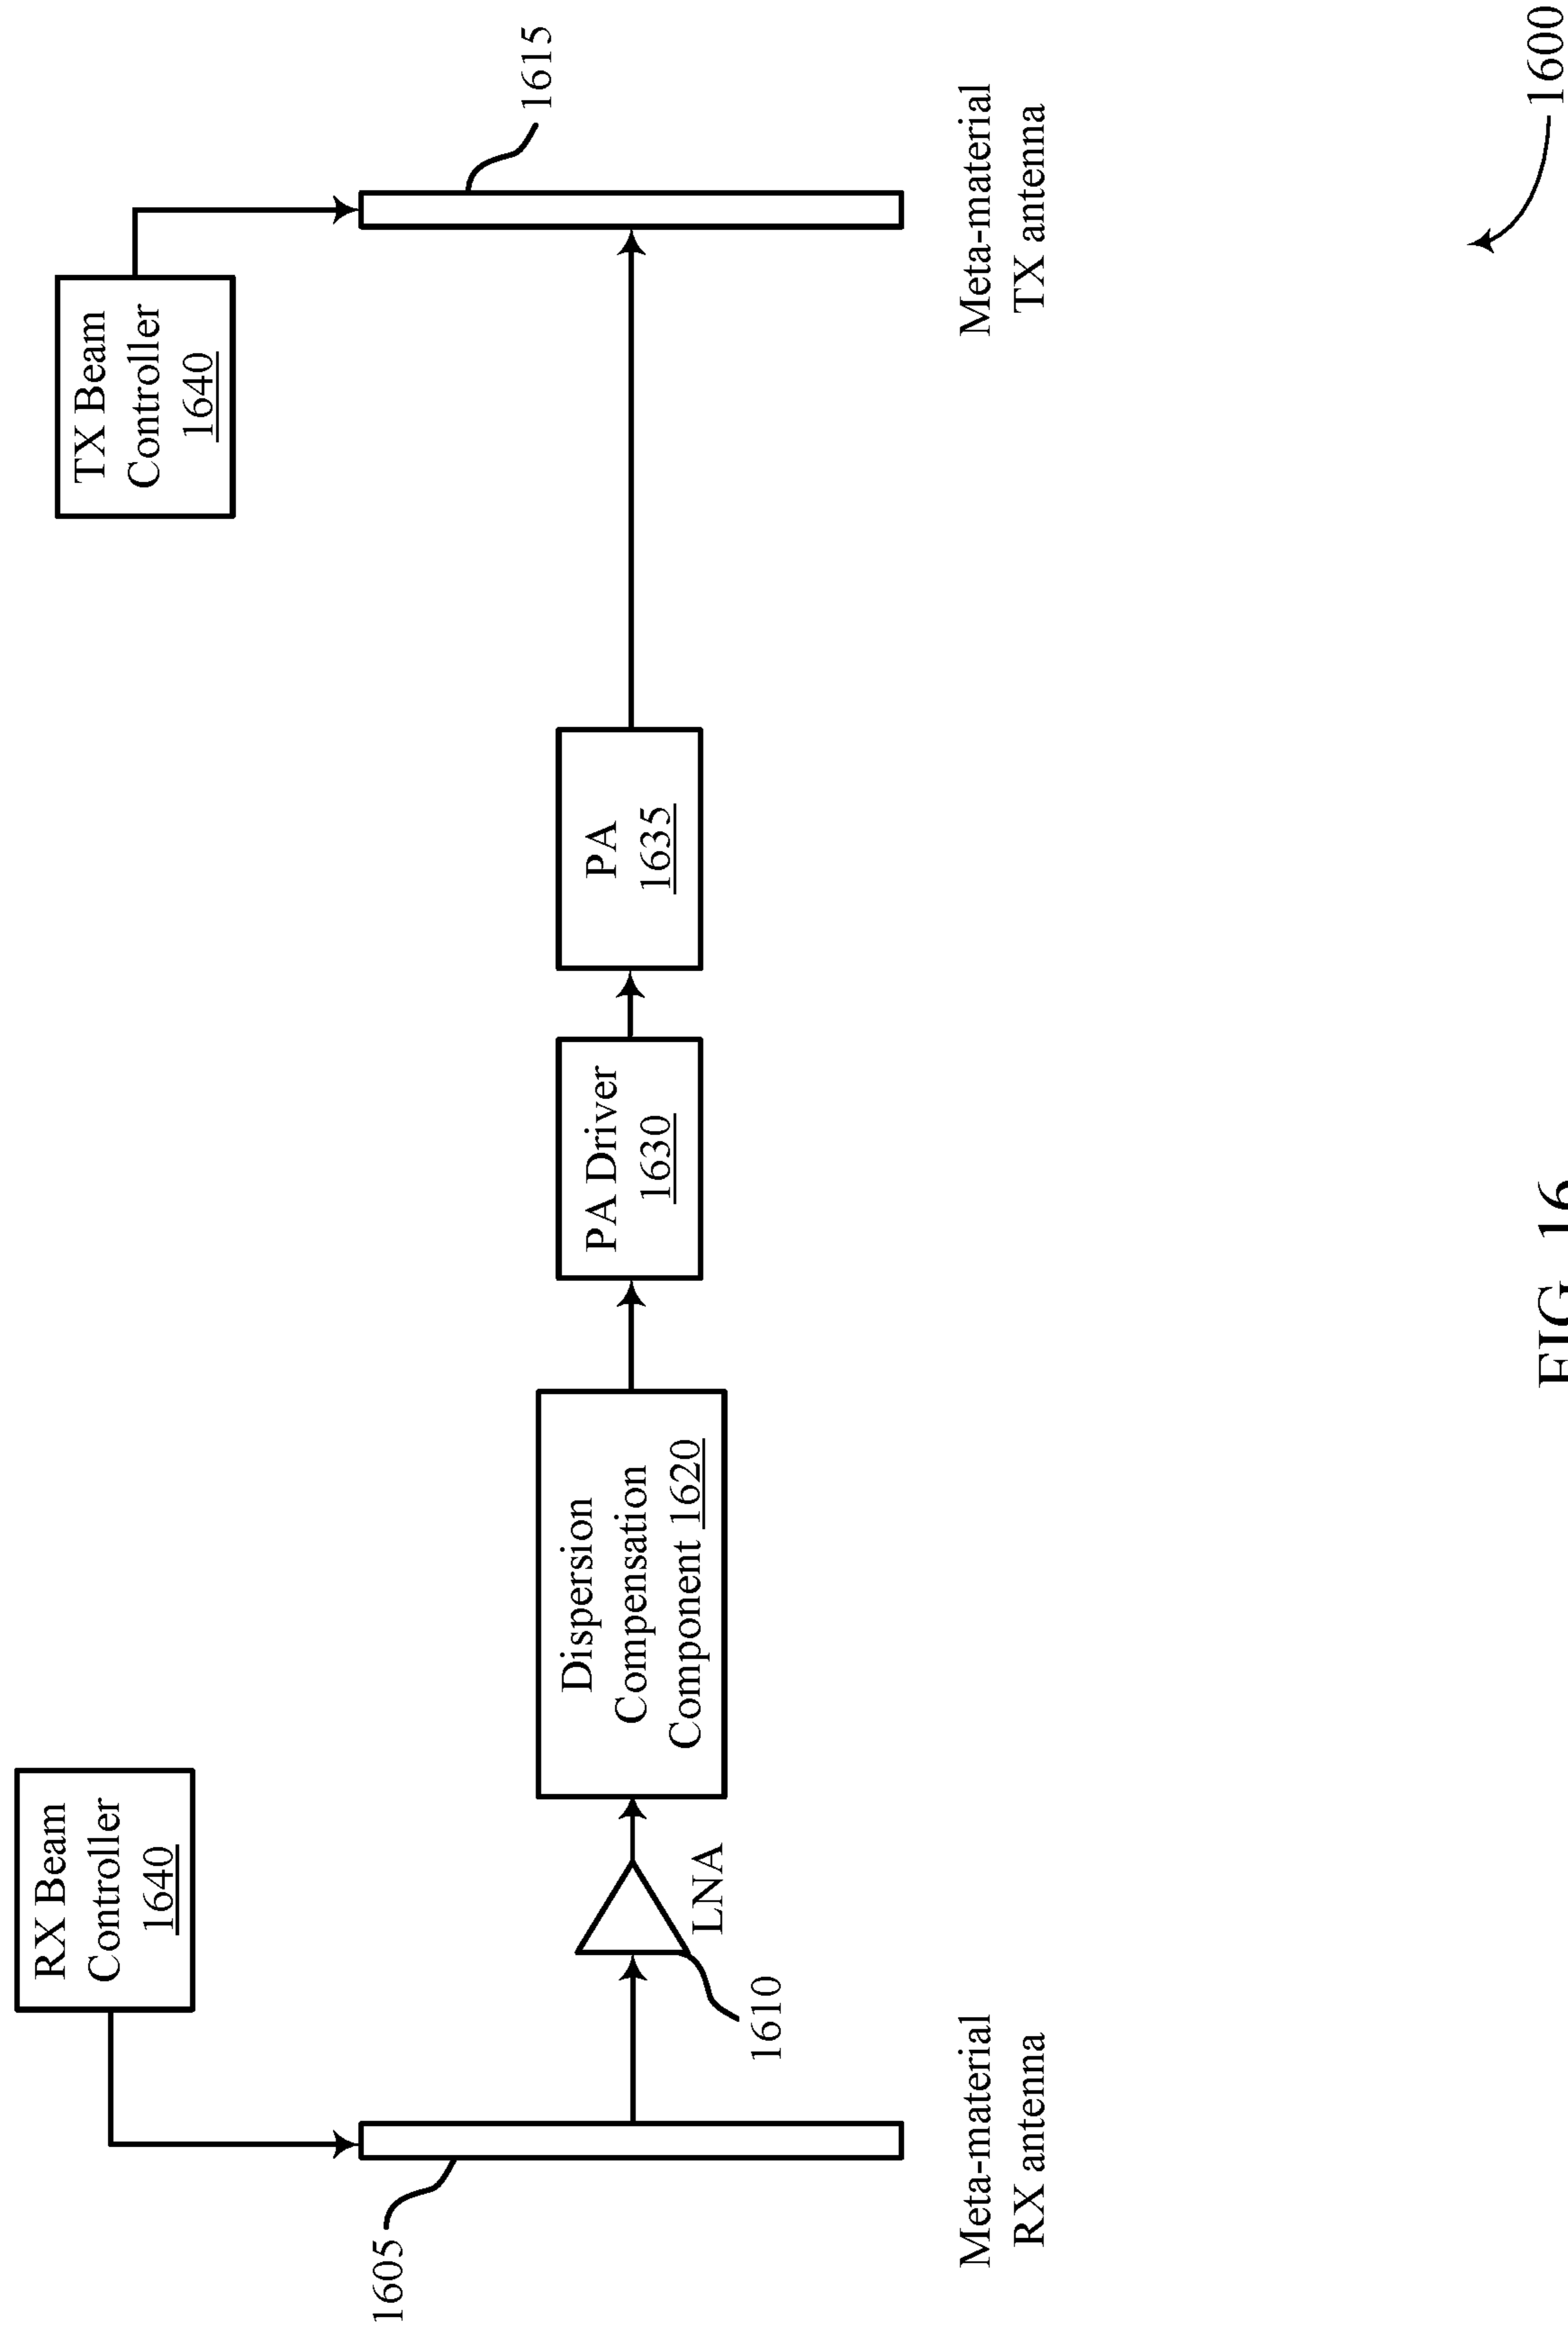 RX Beam
Controller
1640
TX Beam
Controller
1640
1605
1610
LNA
Dispersion
Compensation
Component 1620
PA Driver
1630
PA
1635
1615
Meta-material
RX antenna
Meta-material
TX antenna
FIG. 16
1600